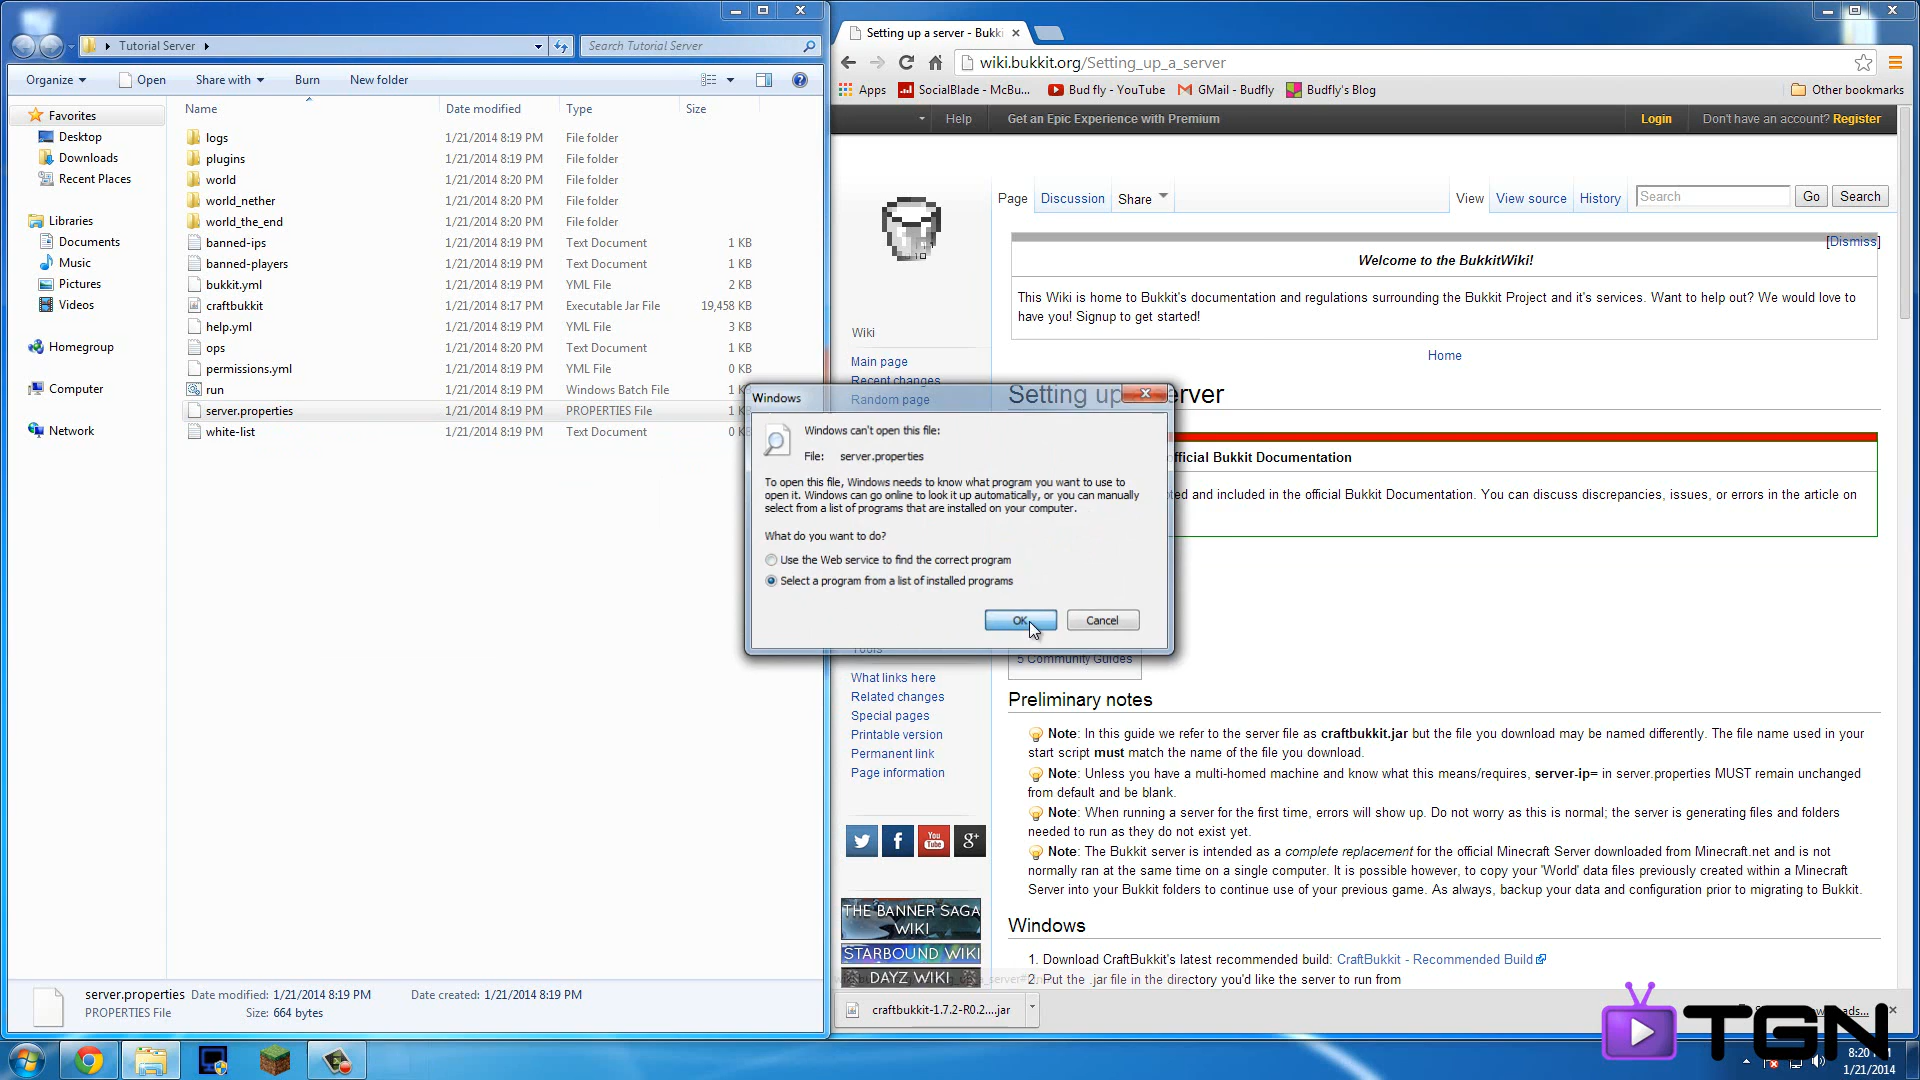 Tutorial Server
Search Tutorial Server
Organize
Open
Share with
Burn
New folder
Favorites
Desktop
Downloads
Recent Places
Libraries
Documents
Music
Pictures
Videos
Homegroup
Computer
Network
Name Date modified Type Size
logs 1/21/2014 8:19 PM File folder
plugins 1/21/2014 8:19 PM File folder
world 1/21/2014 8:20 PM File folder
world_nether 1/21/2014 8:20 PM File folder
world_the_end 1/21/2014 8:20 PM File folder
banned-ips 1/21/2014 8:19 PM Text Document 1 KB
banned-players 1/21/2014 8:19 PM Text Document 1 KB
bukkit.yml 1/21/2014 8:19 PM YML File 2 KB
craftbukkit 1/21/2014 8:17 PM Executable Jar File 19,458 KB
help.yml 1/21/2014 8:19 PM YML File 3 KB
ops 1/21/2014 8:20 PM Text Document 1 KB
permissions.yml 1/21/2014 8:19 PM YML File 0 KB
run 1/21/2014 8:19 PM Windows Batch File 1 K
server.properties 1/21/2014 8:19 PM PROPERTIES File 1 K
white-list 1/21/2014 8:19 PM Text Document 0 K
server.properties Date modified: 1/21/2014 8:19 PM Date created: 1/21/2014 8:19 PM
PROPERTIES File Size: 664 bytes
Setting up a server - Bukki
wiki.bukkit.org/Setting_up_a_server
Apps
SocialBlade - McBu...
Bud fly - YouTube
GMail - Budfly
Budfly's Blog
Other bookmarks
Help
Get an Epic Experience with Premium
Login
Don't have an account? Register
Page
Discussion
Share
View
View source
History
Search
Go
Search
[Dismiss]
Welcome to the BukkitWiki!
This Wiki is home to Bukkit's documentation and regulations surrounding the Bukkit Project and it's services. Want to help out? We would love to
have you! Signup to get started!
Home
Wiki
Main page
Recent changes
Random page
Setting up erver
fficial Bukkit Documentation
ted and included in the official Bukkit Documentation. You can discuss discrepancies, issues, or errors in the article on
Windows
Windows can't open this file:
File: server.properties
To open this file, Windows needs to know what program you want to use to
open it. Windows can go online to look it up automatically, or you can manually
select from a list of programs that are installed on your computer.
What do you want to do?
Use the Web service to find the correct program
Select a program from a list of installed programs
OK
Cancel
Tools
5 Community Guides
What links here
Related changes
Special pages
Printable version
Permanent link
Page information
Preliminary notes
Note: In this guide we refer to the server file as craftbukkit.jar but the file you download may be named differently. The file name used in your
start script must match the name of the file you download.
Note: Unless you have a multi-homed machine and know what this means/requires, server-ip= in server.properties MUST remain unchanged
from default and be blank.
Note: When running a server for the first time, errors will show up. Do not worry as this is normal; the server is generating files and folders
needed to run as they do not exist yet.
Note: The Bukkit server is intended as a complete replacement for the official Minecraft Server downloaded from Minecraft.net and is not
normally ran at the same time on a single computer. It is possible however, to copy your 'World' data files previously created within a Minecraft
Server into your Bukkit folders to continue use of your previous game. As always, backup your data and configuration prior to migrating to Bukkit.
Windows
1. Download CraftBukkit's latest recommended build: CraftBukkit - Recommended Build
2. Put the .jar file in the directory you'd like the server to run from
You Tube
g+
THE BANNER SAGA
WIKI
STARBOUND WIKI
DAYZ WIKI
craftbukkit-1.7.2-R0.2....jar
TGN
8:20
1/21/2014